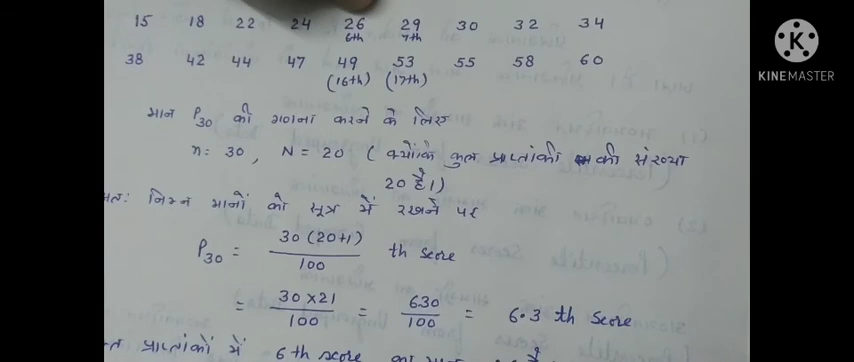 15 18 22 24 26 29 30 32 34
6th 7th
38 42 44 47 49 53 55 58 60
(16th) (17th)
K
KINEMASTER
मान P30 की गणना करने के लिए
n = 30, N = 20 ( क्योंकि कुल प्राप्तांकों की संख्या
20 है।)
अतः निम्न मानों को सूत्र में रखने पर
P30 = 30 (20+1) / 100 th score
= 30 × 21 / 100 = 630 / 100 = 6.3 th Score
प्राप्तांकों में 6th score का